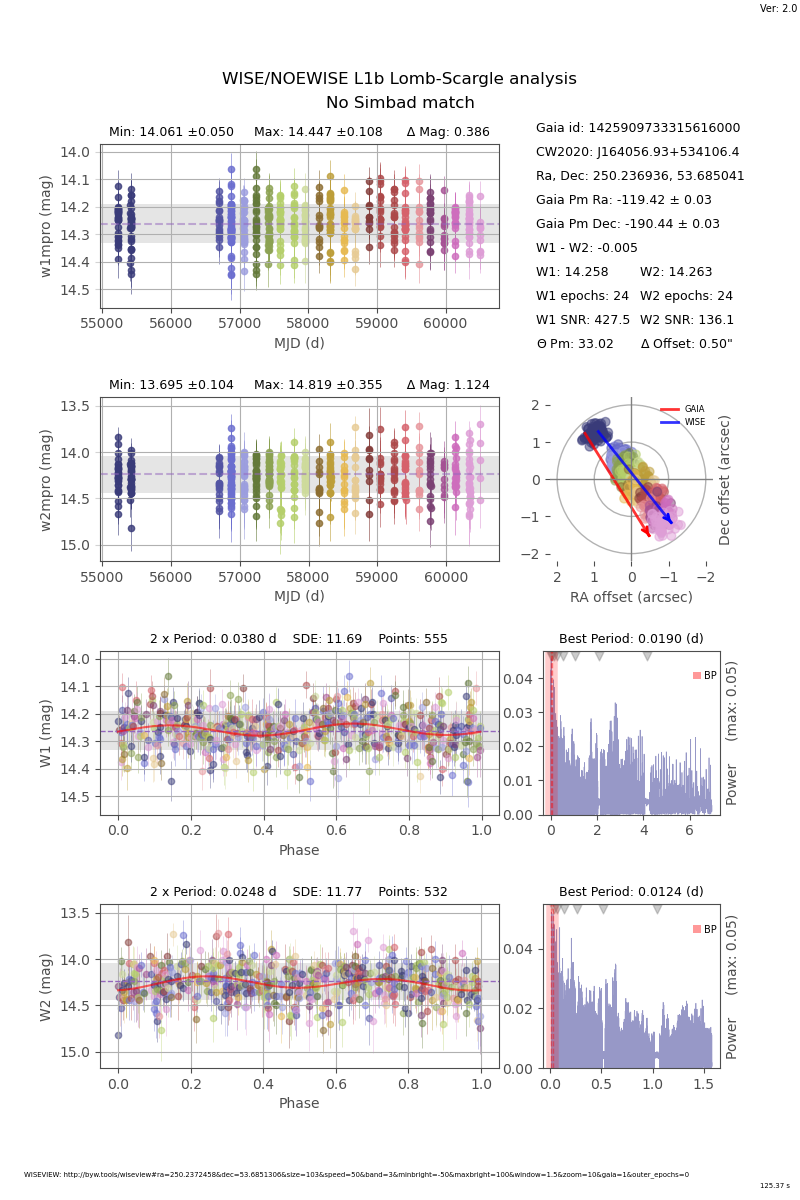 Ver: 2.0
WISE/NOEWISE L1b Lomb-Scargle analysis
No Simbad match
Min: 14.061 ±0.050 Max: 14.447 ±0.108 Δ Mag: 0.386
14.0
14.1
14.2
14.3
14.4
14.5
w1mpro (mag)
55000 56000 57000 58000 59000 60000
MJD (d)
Gaia id: 1425909733315616000
CW2020: J164056.93+534106.4
Ra, Dec: 250.236936, 53.685041
Gaia Pm Ra: -119.42 ± 0.03
Gaia Pm Dec: -190.44 ± 0.03
W1 - W2: -0.005
W1: 14.258 W2: 14.263
W1 epochs: 24 W2 epochs: 24
W1 SNR: 427.5 W2 SNR: 136.1
Θ Pm: 33.02 Δ Offset: 0.50"
Min: 13.695 ±0.104 Max: 14.819 ±0.355 Δ Mag: 1.124
13.5
14.0
14.5
15.0
w2mpro (mag)
55000 56000 57000 58000 59000 60000
MJD (d)
GAIA
WISE
2
1
0
−1
−2
Dec offset (arcsec)
2 1 0 −1 −2
RA offset (arcsec)
2 x Period: 0.0380 d SDE: 11.69 Points: 555
14.0
14.1
14.2
14.3
14.4
14.5
W1 (mag)
0.0 0.2 0.4 0.6 0.8 1.0
Phase
Best Period: 0.0190 (d)
BP
0.04
0.03
0.02
0.01
0.00
Power (max: 0.05)
0 2 4 6
2 x Period: 0.0248 d SDE: 11.77 Points: 532
13.5
14.0
14.5
15.0
W2 (mag)
0.0 0.2 0.4 0.6 0.8 1.0
Phase
Best Period: 0.0124 (d)
BP
0.04
0.02
0.00
Power (max: 0.05)
0.0 0.5 1.0 1.5
WISEVIEW: http://byw.tools/wiseview#ra=250.2372458&dec=53.6851306&size=103&speed=50&band=3&minbright=-50&maxbright=100&window=1.5&zoom=10&gaia=1&outer_epochs=0
125.37 s